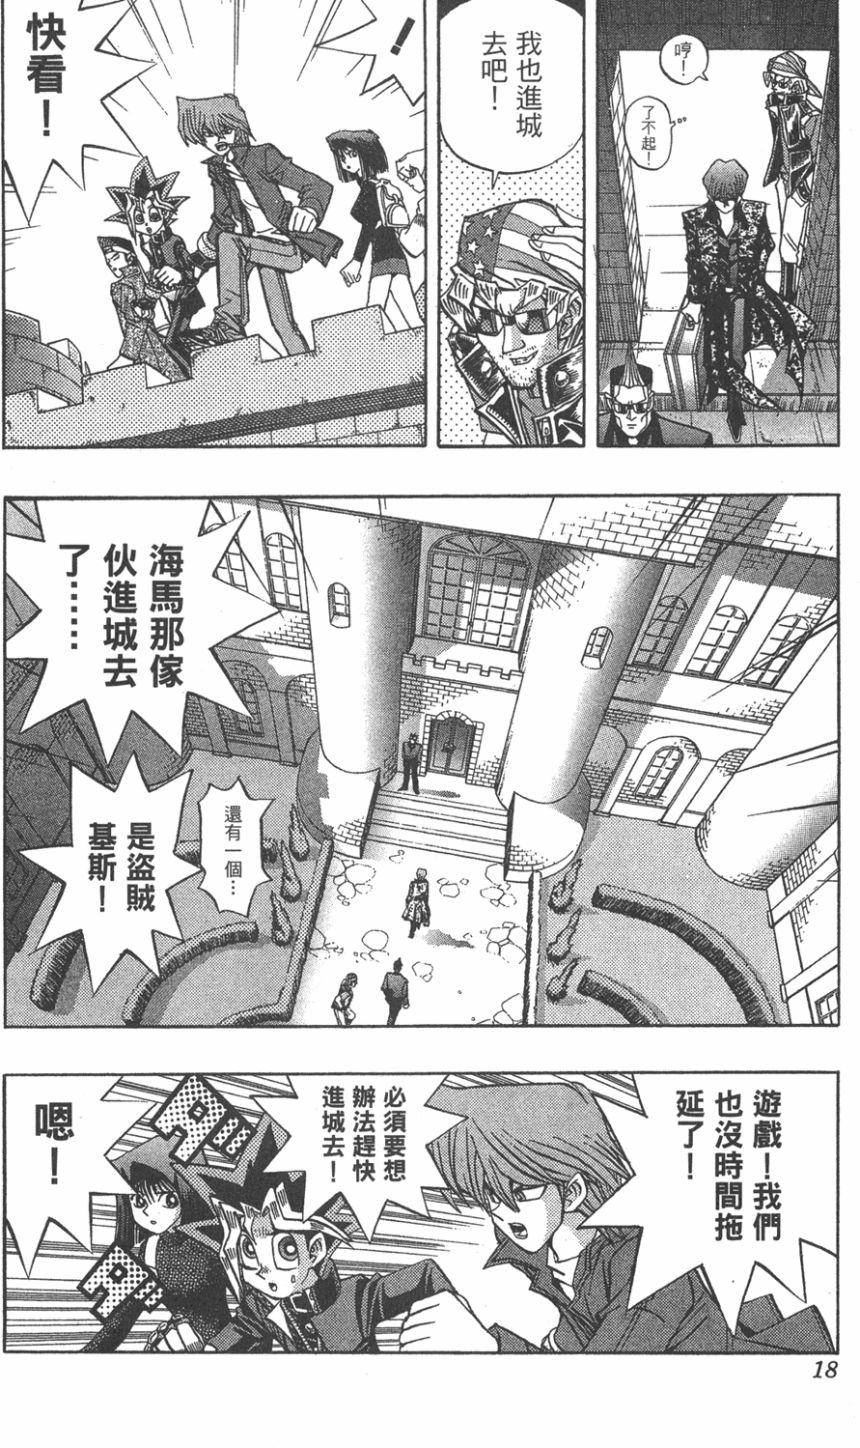 哼！
了不起！
我也進城
去吧！
！
快看！
海馬那傢
伙進城去
了……
還有一個…
是盜賊
基斯！
遊戲！我們
也沒時間拖
延了！
必須要想
辦法趕快
進城去！
嗯！
18